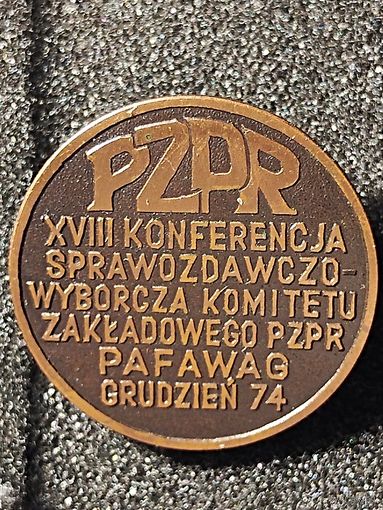 PZPR
XVIII KONFERENCJA
SPRAWOZDAWCZO-
WYBORCZA KOMITETU
ZAKŁADOWEGO PZPR
PAFAWAG
GRUDZIEŃ 74